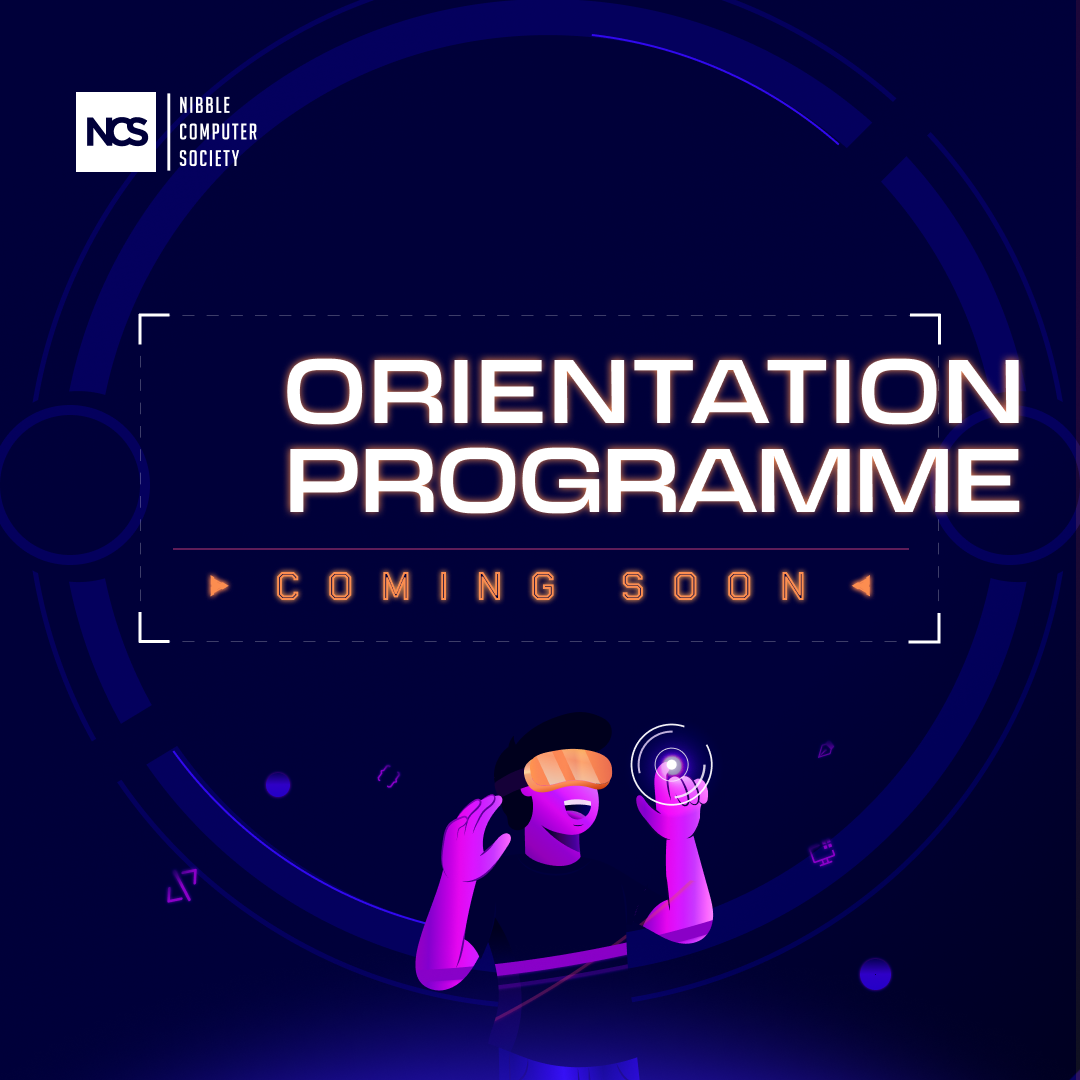 NCS
NIBBLE
COMPUTER
SOCIETY
ORIENTATION
PROGRAMME
COMING SOON